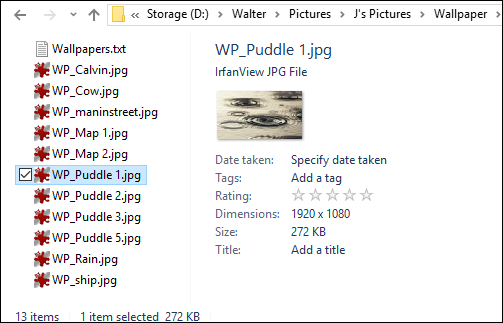 Storage (D:) > Walter > Pictures > J's Pictures > Wallpaper
Wallpapers.txt
WP_Calvin.jpg
WP_Cow.jpg
WP_maninstreet.jpg
WP_Map 1.jpg
WP_Map 2.jpg
WP_Puddle 1.jpg
WP_Puddle 2.jpg
WP_Puddle 3.jpg
WP_Puddle 5.jpg
WP_Rain.jpg
WP_ship.jpg
WP_Puddle 1.jpg
IrfanView JPG File
Date taken: Specify date taken
Tags: Add a tag
Rating:
Dimensions: 1920 x 1080
Size: 272 KB
Title: Add a title
13 items 1 item selected 272 KB